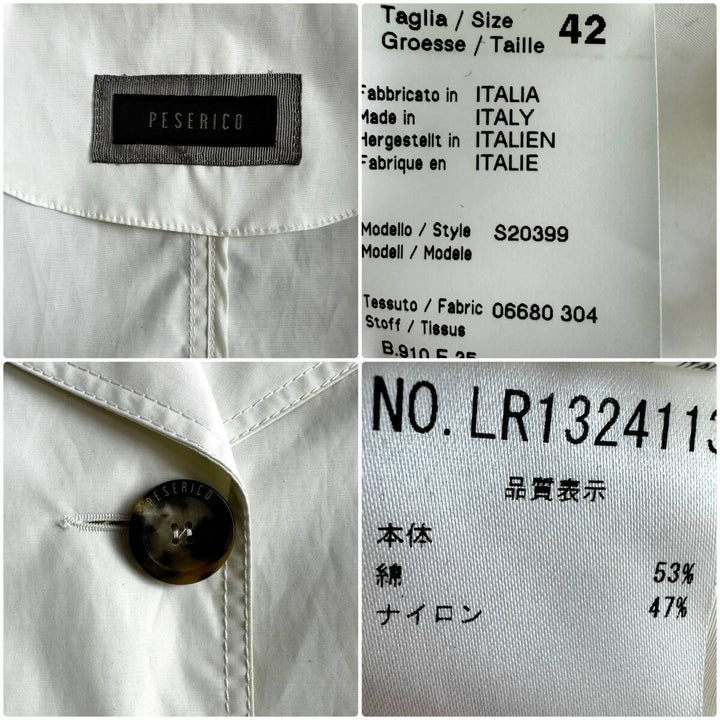 PESERICO
Taglia / Size 42
Groesse / Taille
Fabbricato in ITALIA
Made in ITALY
Hergestellt in ITALIEN
Fabrique en ITALIE
Modello / Style S20399
Modell / Modele
Tessuto / Fabric 06680 304
Stoff / Tissus
B.910
PESERICO
NO. LR1324113
品質表示
本体
綿 53%
ナイロン 47%